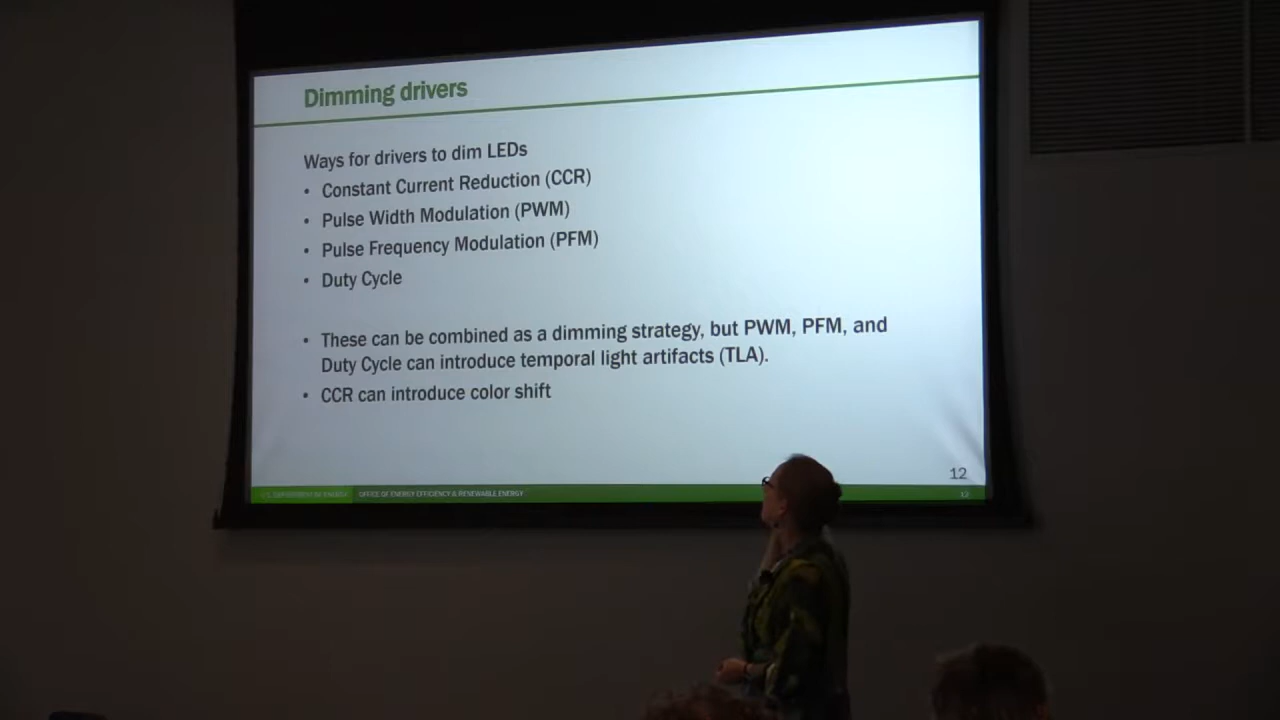 Dimming drivers
Ways for drivers to dim LEDs
• Constant Current Reduction (CCR)
• Pulse Width Modulation (PWM)
• Pulse Frequency Modulation (PFM)
• Duty Cycle
• These can be combined as a dimming strategy, but PWM, PFM, and
Duty Cycle can introduce temporal light artifacts (TLA).
• CCR can introduce color shift
12
U.S. DEPARTMENT OF ENERGY OFFICE OF ENERGY EFFICIENCY & RENEWABLE ENERGY
12